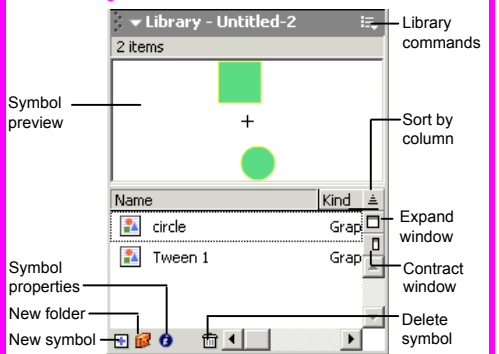 Library - Untitled-2
Library
commands
2 items
Symbol
preview
Sort by
column
Name Kind
circle Grap
Expand
window
Tween 1 Grap
Contract
window
Symbol
properties
New folder
New symbol
Delete
symbol